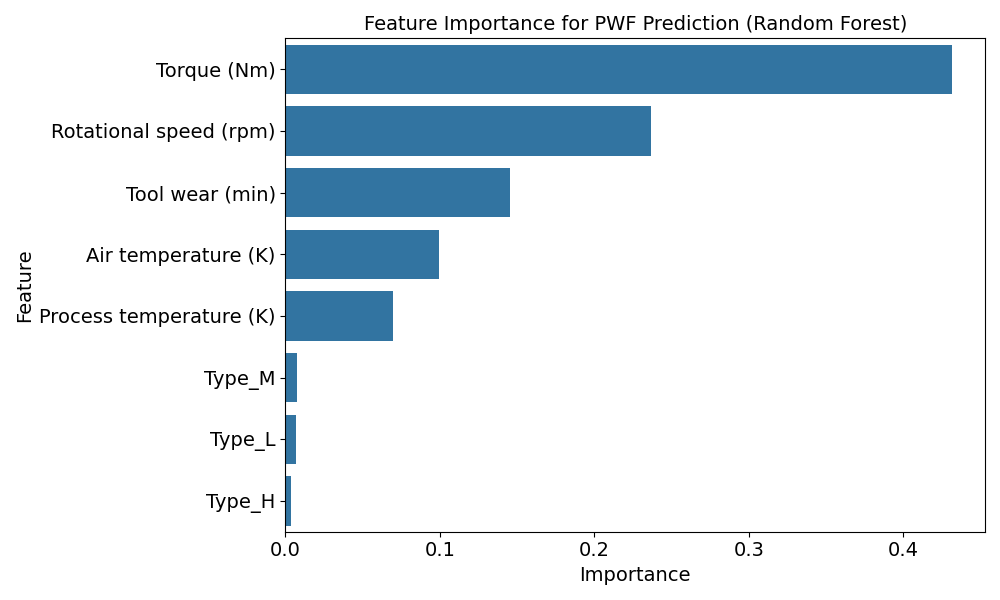 Feature Importance for PWF Prediction (Random Forest)
Feature
Torque (Nm)
Rotational speed (rpm)
Tool wear (min)
Air temperature (K)
Process temperature (K)
Type_M
Type_L
Type_H
0.0 0.1 0.2 0.3 0.4
Importance